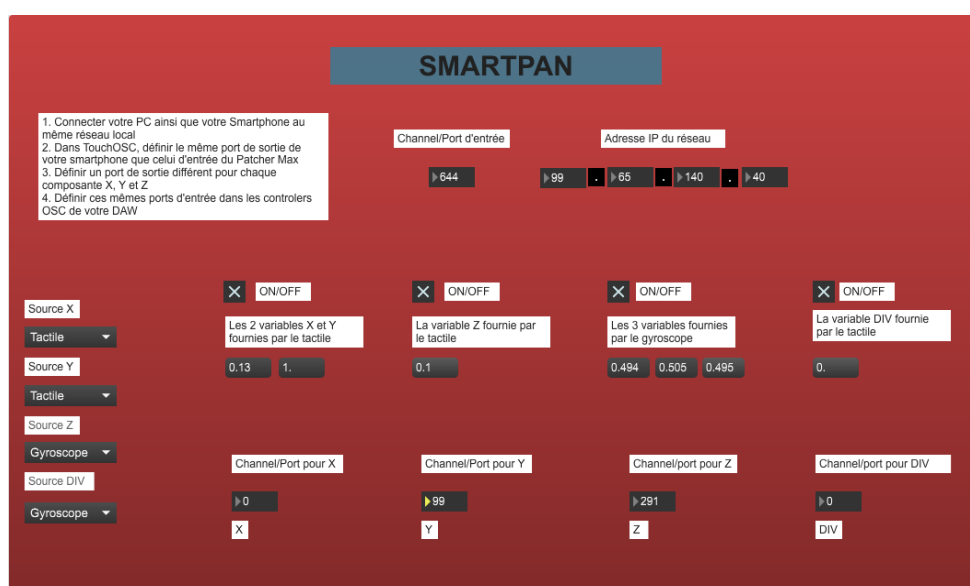 SMARTPAN
1. Connecter votre PC ainsi que votre Smartphone au
même réseau local
2. Dans TouchOSC, définir le même port de sortie de
votre smartphone que celui d'entrée du Patcher Max
3. Définir un port de sortie différent pour chaque
composante X, Y et Z
4. Définir ces mêmes ports d'entrée dans les controlers
OSC de votre DAW
Channel/Port d'entrée
Adresse IP du réseau
644
99 . 65 . 140 . 40
ON/OFF
ON/OFF
ON/OFF
ON/OFF
Source X
Tactile
Source Y
Tactile
Source Z
Gyroscope
Source DIV
Gyroscope
Les 2 variables X et Y
fournies par le tactile
La variable Z fournie par
le tactile
Les 3 variables fournies
par le gyroscope
La variable DIV fournie
par le tactile
0.13 1.
0.1
0.494 0.505 0.495
0.
Channel/Port pour X
Channel/Port pour Y
Channel/port pour Z
Channel/port pour DIV
0
99
291
0
X
Y
Z
DIV